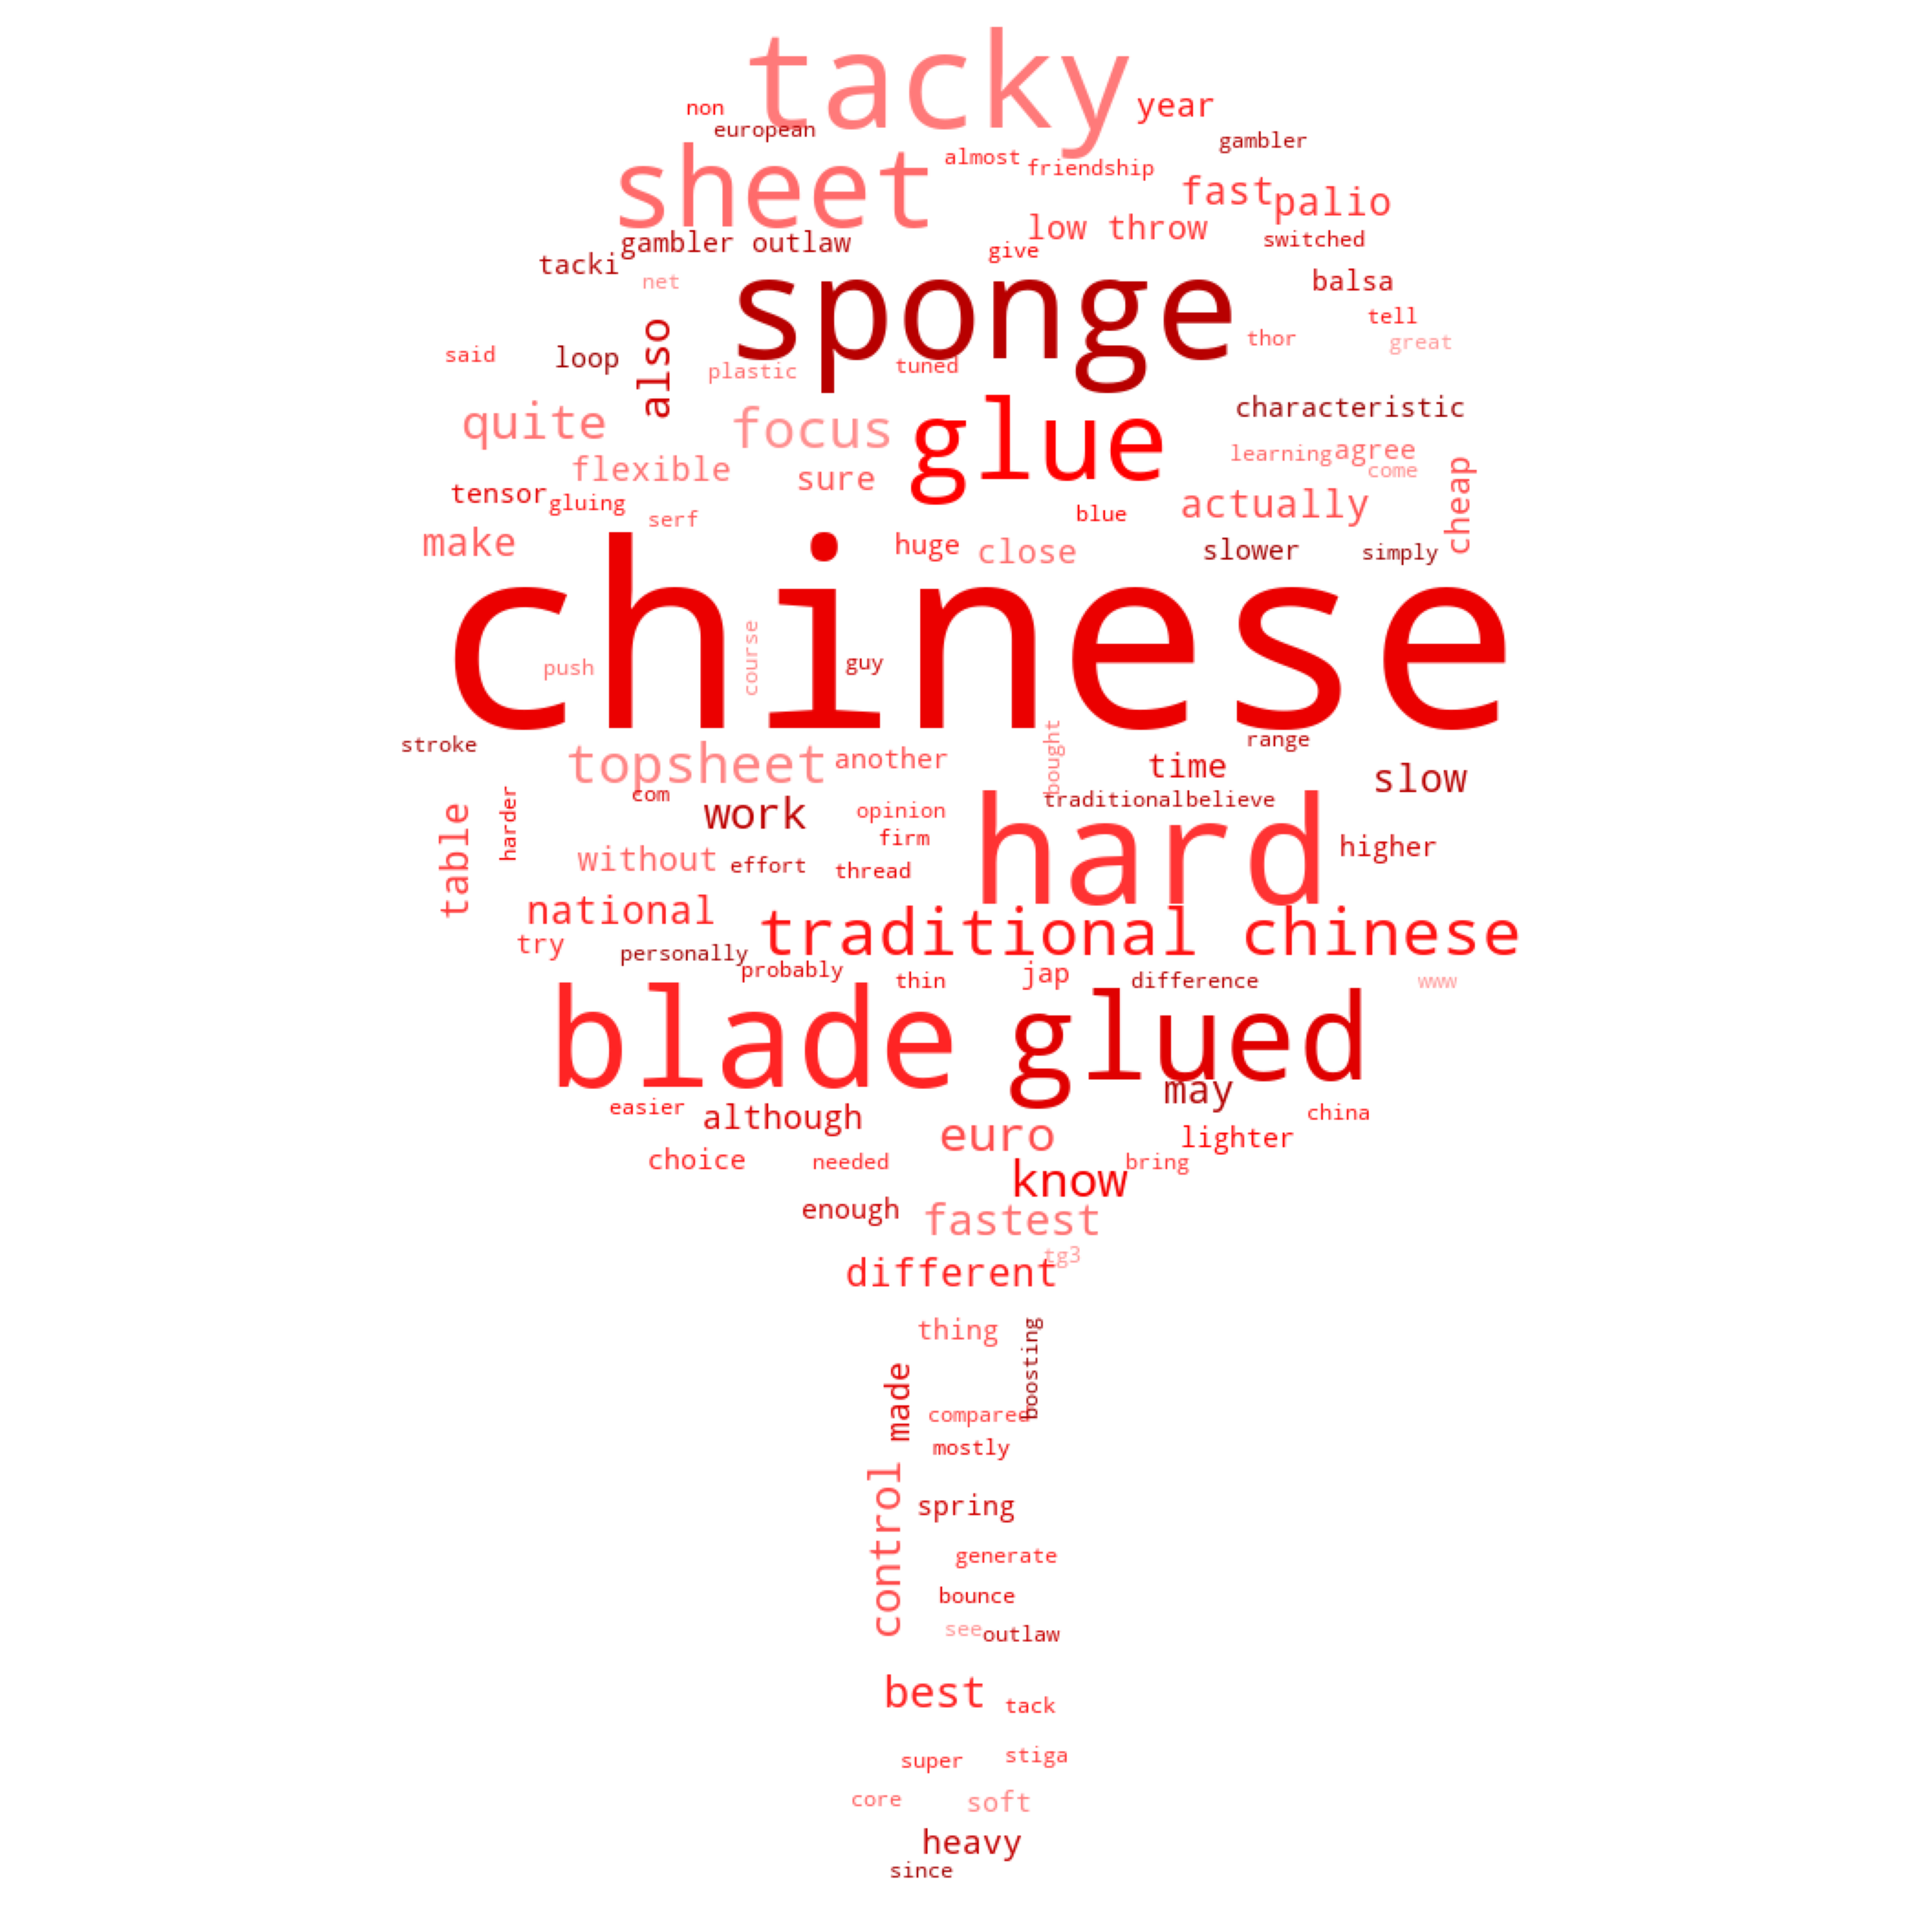 tacky
non
year
european
gambler
almost
friendship
sheet
fast
palio
low throw
gambler outlaw
switched
give
tacki
net
balsa
sponge
also
tell
thor
great
said
loop
plastic
tuned
characteristic
quite
focus
glue
learning
agree
come
flexible
sure
cheap
tensor
gluing
actually
serf
blue
make
huge
close
slower
simply
chinese
push
course
guy
stroke
range
topsheet
another
bought
time
slow
com
harder
work
traditional
believe
opinion
table
hard
firm
higher
without
effort
thread
national
traditional chinese
try
personally
probably
thin
jap
difference
www
blade
glued
may
easier
although
china
euro
lighter
choice
needed
bring
know
enough
fastest
tg3
different
thing
boosting
made
compared
mostly
control
spring
generate
bounce
see
outlaw
best
tack
super
stiga
core
soft
heavy
since